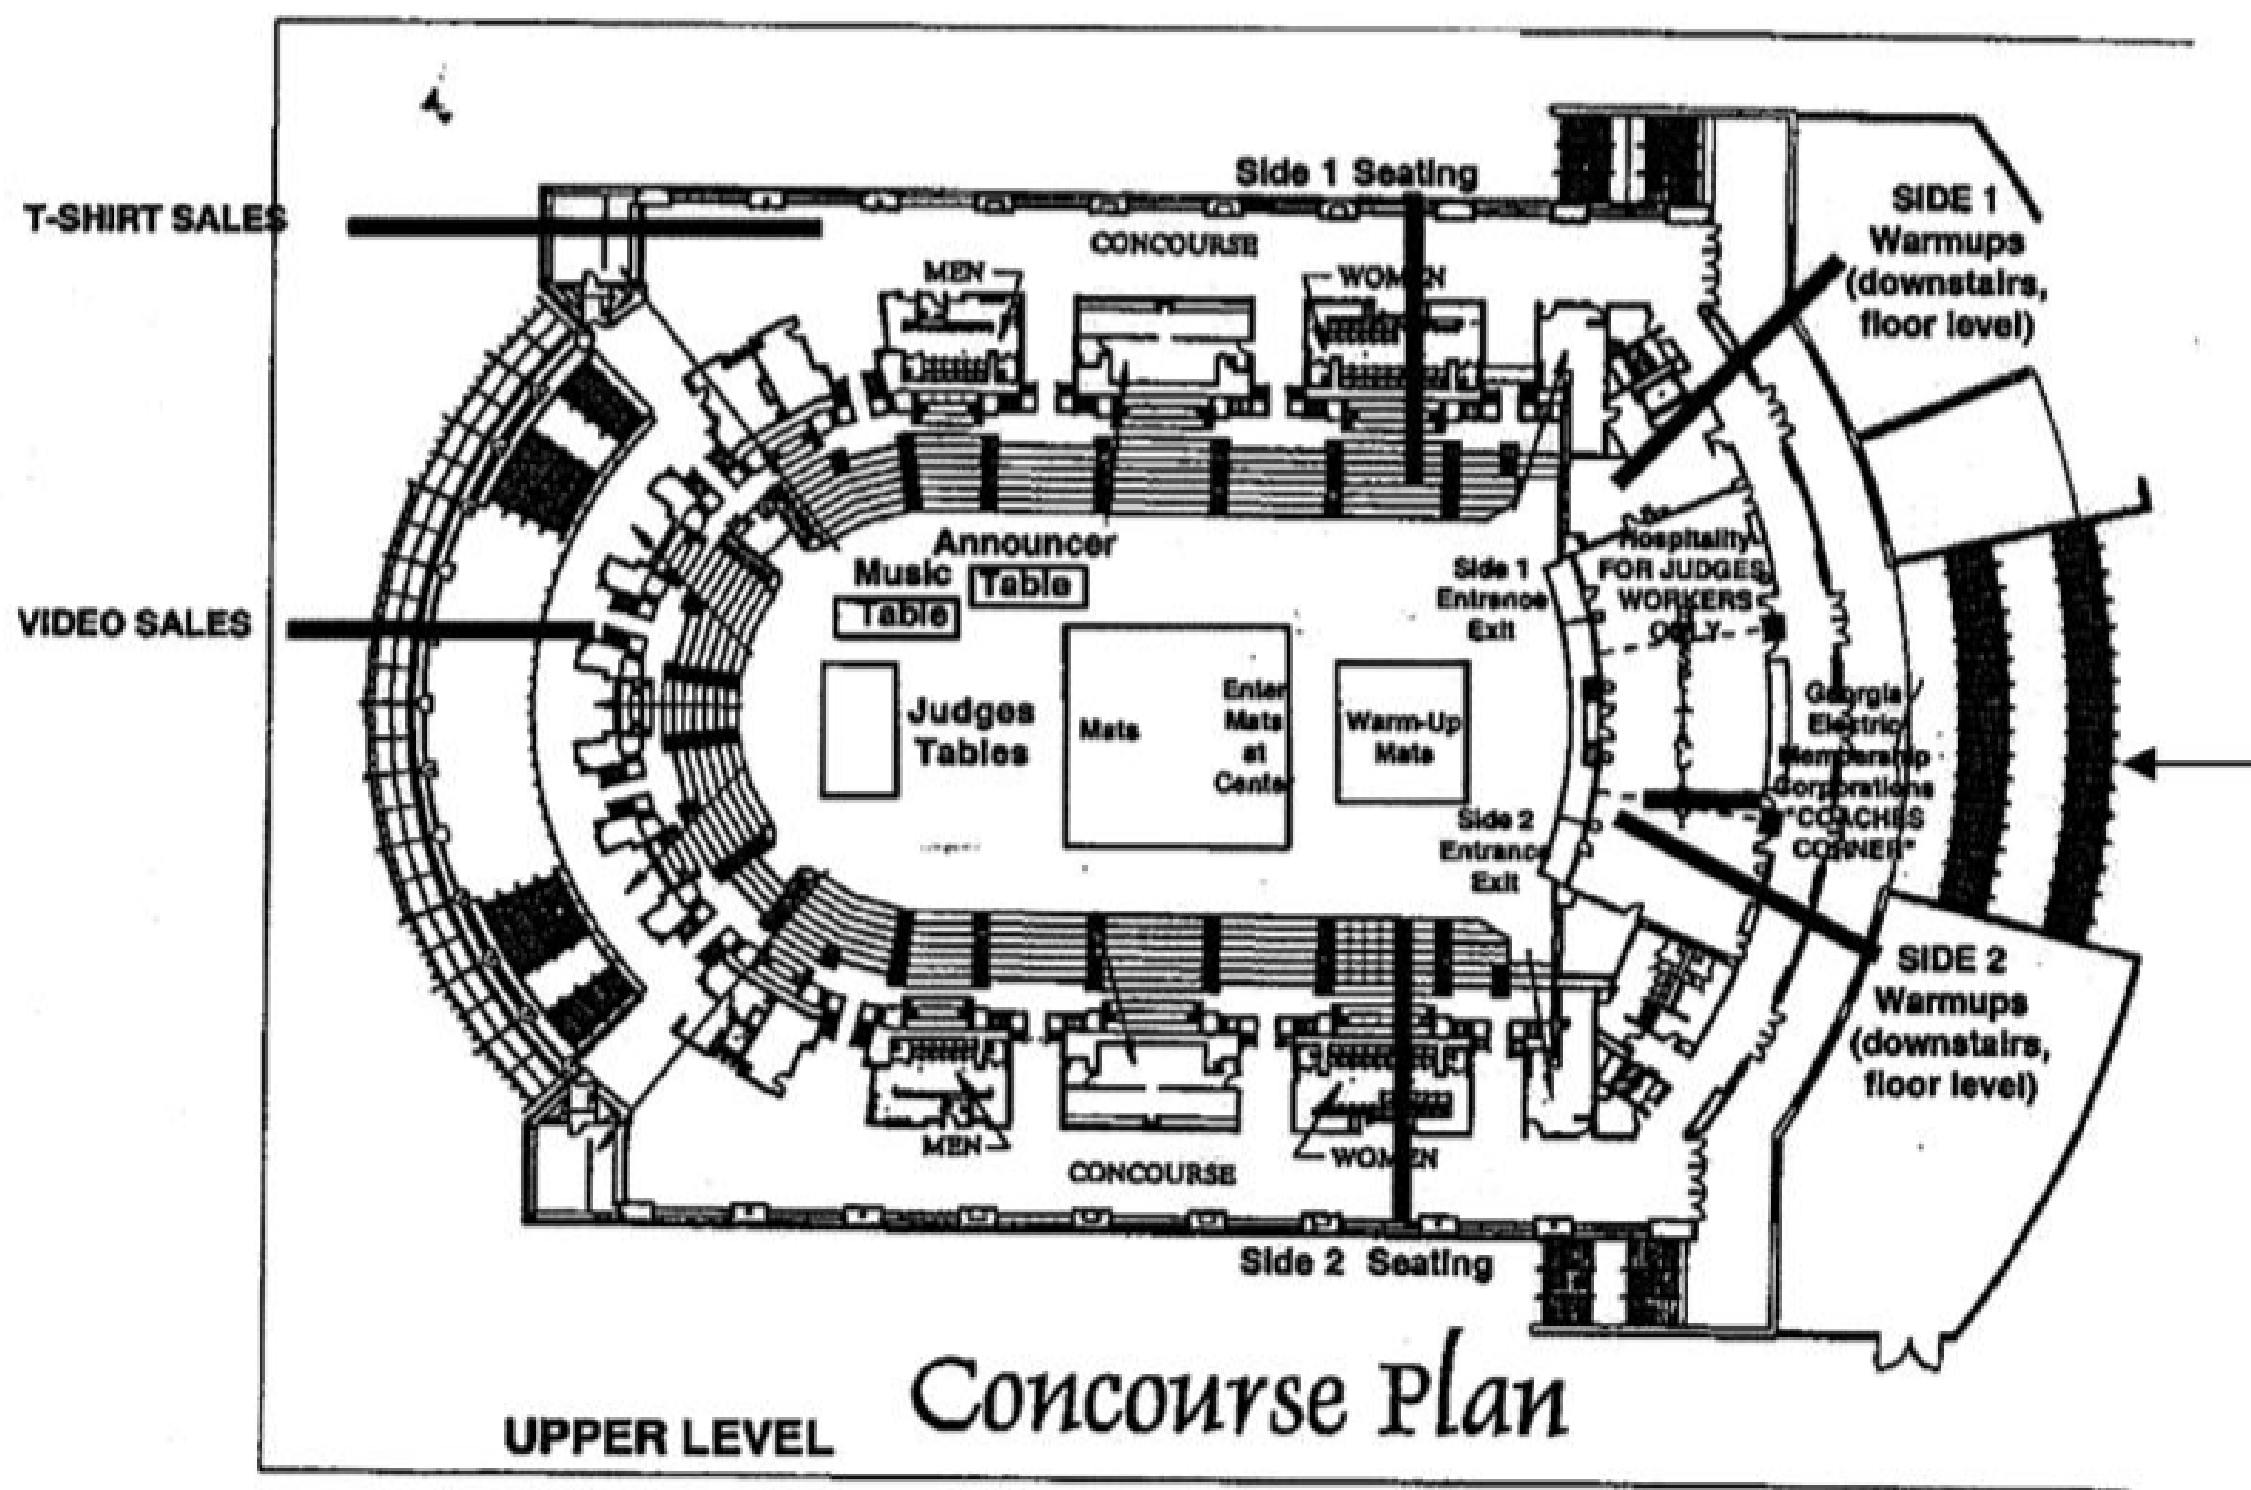 Side 1 Seating
T-SHIRT SALES
CONCOURSE
MEN
WOMEN
SIDE 1
Warmups
(downstairs,
floor level)
Announcer
Table
Music
Table
Side 1
Entrance
Exit
Hospitality
FOR JUDGES
WORKERS
ONLY
VIDEO SALES
Judges
Tables
Mats
Enter
Mats
at
Center
Warm-Up
Mats
Georgia
Electric
Membership
Corporations
"COACHES
CORNER"
Side 2
Entrance
Exit
SIDE 2
Warmups
(downstairs,
floor level)
MEN
WOMEN
CONCOURSE
Side 2 Seating
Concourse Plan
UPPER LEVEL